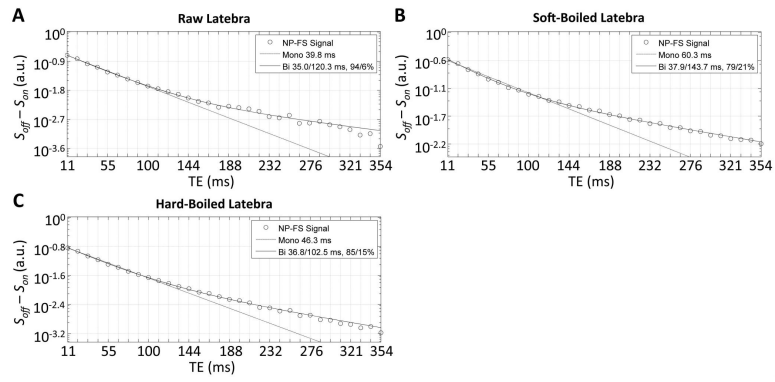 A
Raw Latebra
10^0
10^-0.9
10^-1.8
10^-2.7
10^-3.6
S_off − S_on (a.u.)
NP-FS Signal
Mono 39.8 ms
Bi 35.0/120.3 ms, 94/6%
11 55 100 144 188 232 276 321 354
TE (ms)
B
Soft-Boiled Latebra
10^0
10^-0.6
10^-1.1
10^-1.7
10^-2.2
S_off − S_on (a.u.)
NP-FS Signal
Mono 60.3 ms
Bi 37.9/143.7 ms, 79/21%
11 55 100 144 188 232 276 321 354
TE (ms)
C
Hard-Boiled Latebra
10^0
10^-0.8
10^-1.6
10^-2.4
10^-3.2
S_off − S_on (a.u.)
NP-FS Signal
Mono 46.3 ms
Bi 36.8/102.5 ms, 85/15%
11 55 100 144 188 232 276 321 354
TE (ms)